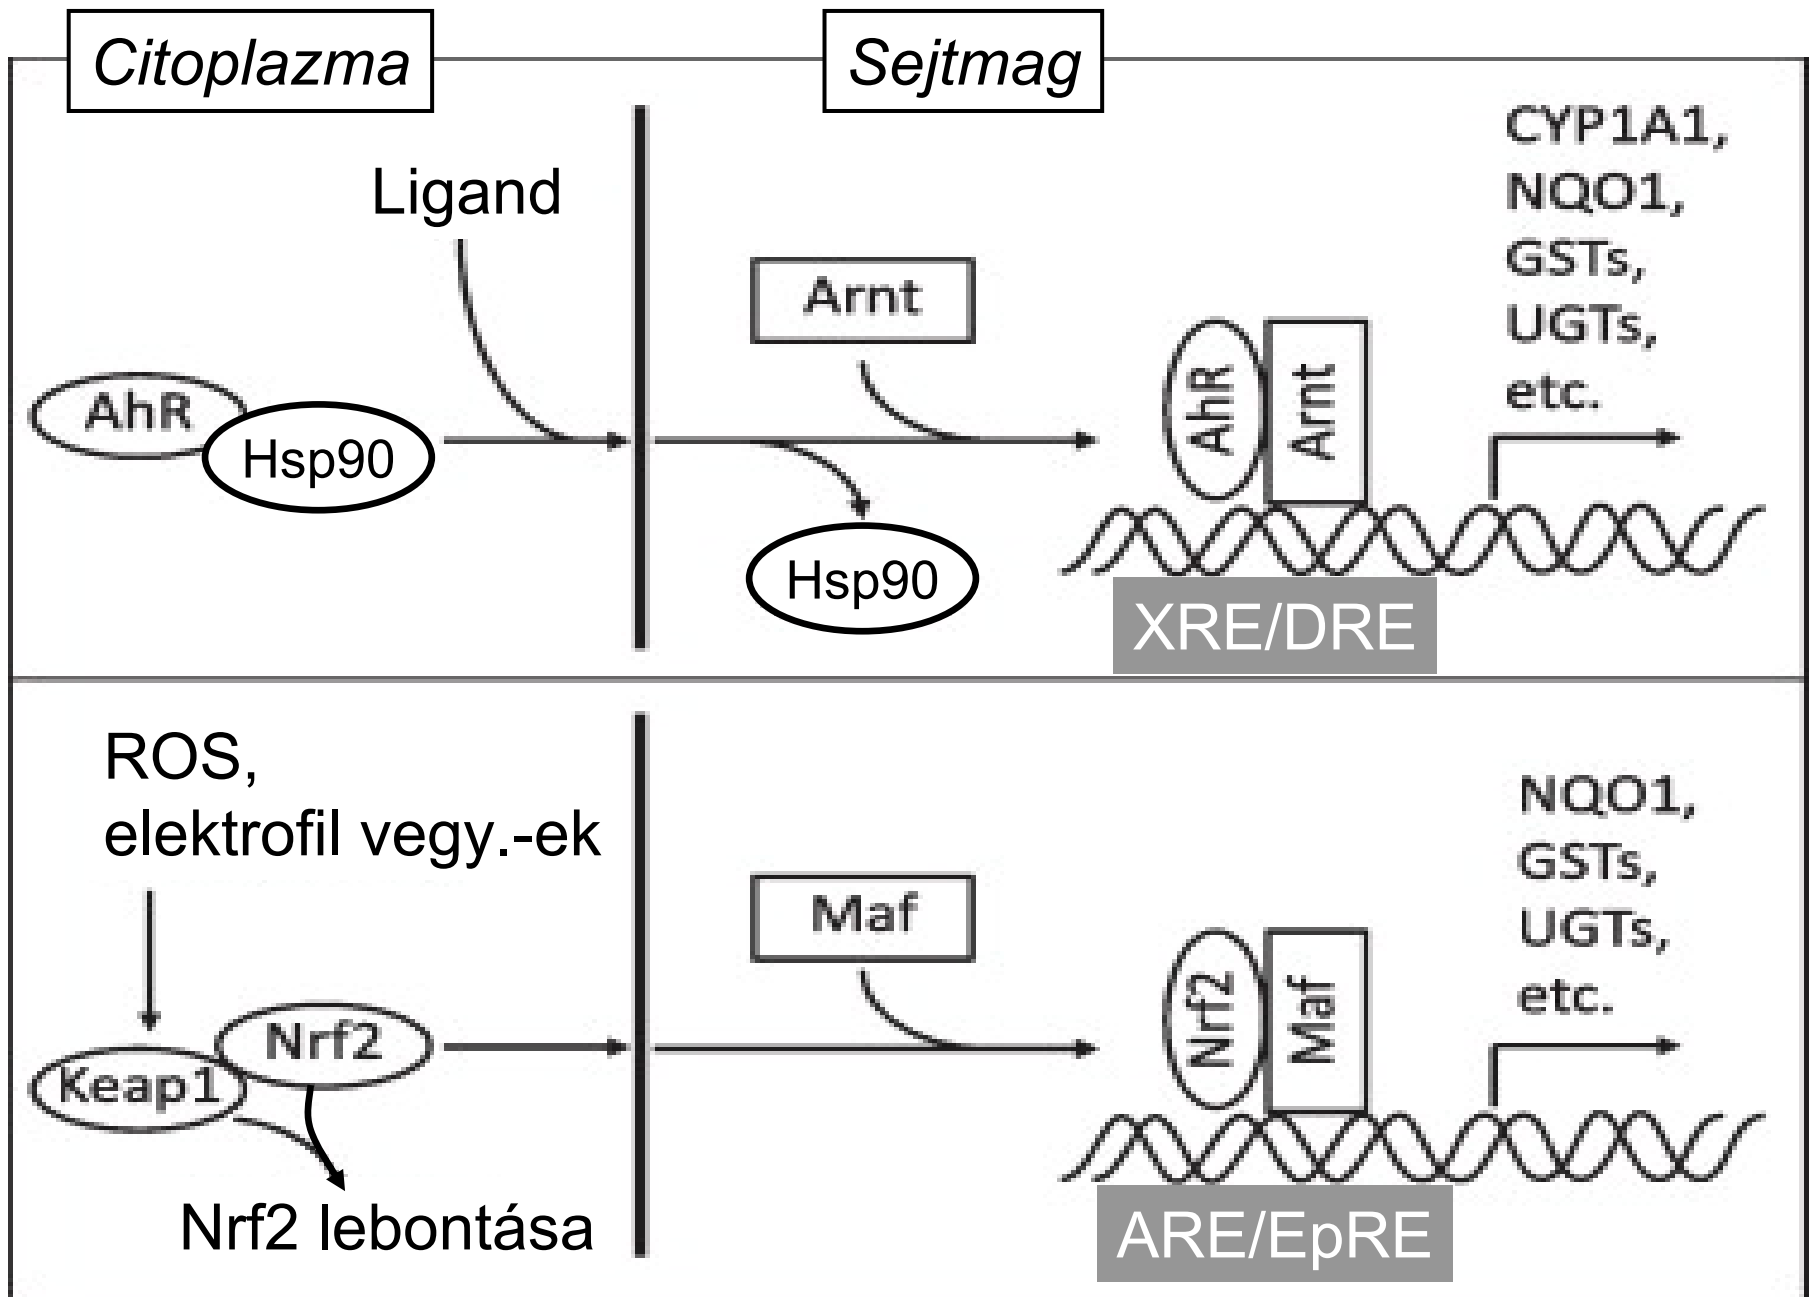 Citoplazma
Sejtmag
Ligand
CYP1A1,
NQO1,
GSTs,
UGTs,
etc.
Arnt
AhR
Hsp90
Hsp90
AhR
Arnt
XRE/DRE
ROS,
elektrofil vegy.-ek
NQO1,
GSTs,
UGTs,
etc.
Maf
Nrf2
Keap1
Nrf2
Maf
Nrf2 lebontása
ARE/EpRE